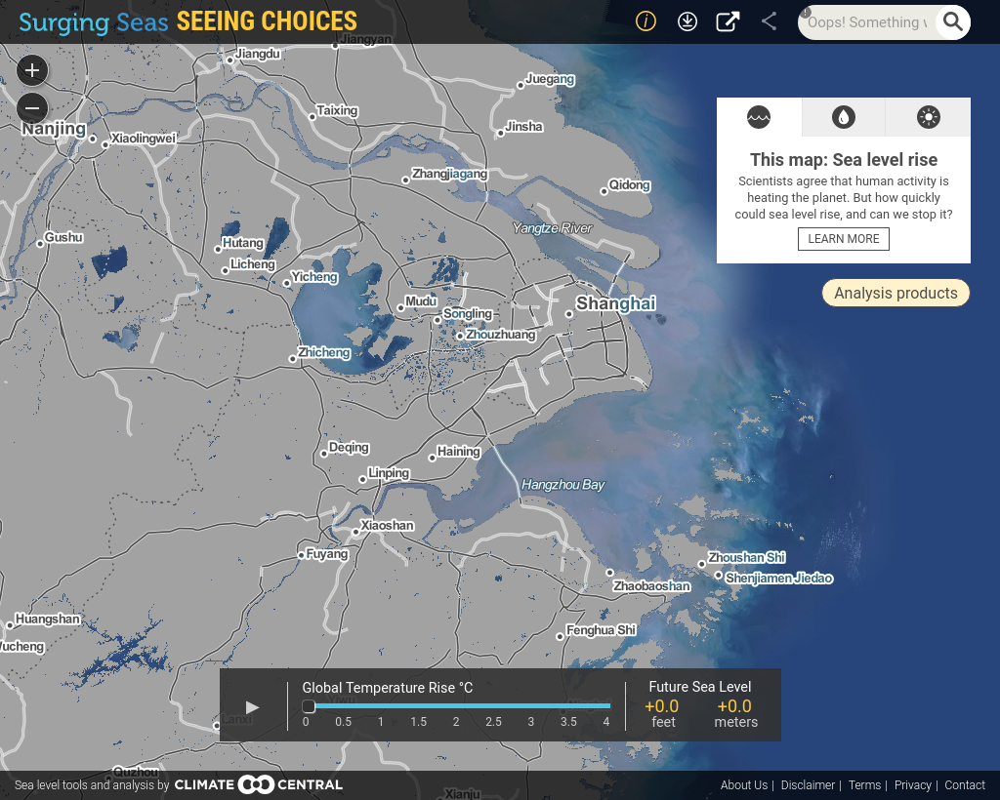 Surging Seas SEEING CHOICES
Oops! Something
Jiangyan
Jiangdu
Juegang
Taixing
Jinsha
Nanjing
Xiaolingwei
Zhangjiagang
Qidong
Yangtze River
Gushu
Hutang
Licheng
Yicheng
Mudu
Songling
Shanghai
Zhouzhuang
Zhicheng
Deqing
Haining
Linping
Hangzhou Bay
Xiaoshan
Fuyang
Zhoushan Shi
Shenjiamen Jiedao
Zhaobaoshan
Huangshan
Fenghua Shi
Yucheng
Yiwu
Lanxi
Quzhou
Xianju
This map: Sea level rise
Scientists agree that human activity is
heating the planet. But how quickly
could sea level rise, and can we stop it?
LEARN MORE
Analysis products
Global Temperature Rise °C
0 0.5 1 1.5 2 2.5 3 3.5 4
Future Sea Level
+0.0 +0.0
feet meters
Sea level tools and analysis by CLIMATE CENTRAL
About Us | Disclaimer | Terms | Privacy | Contact